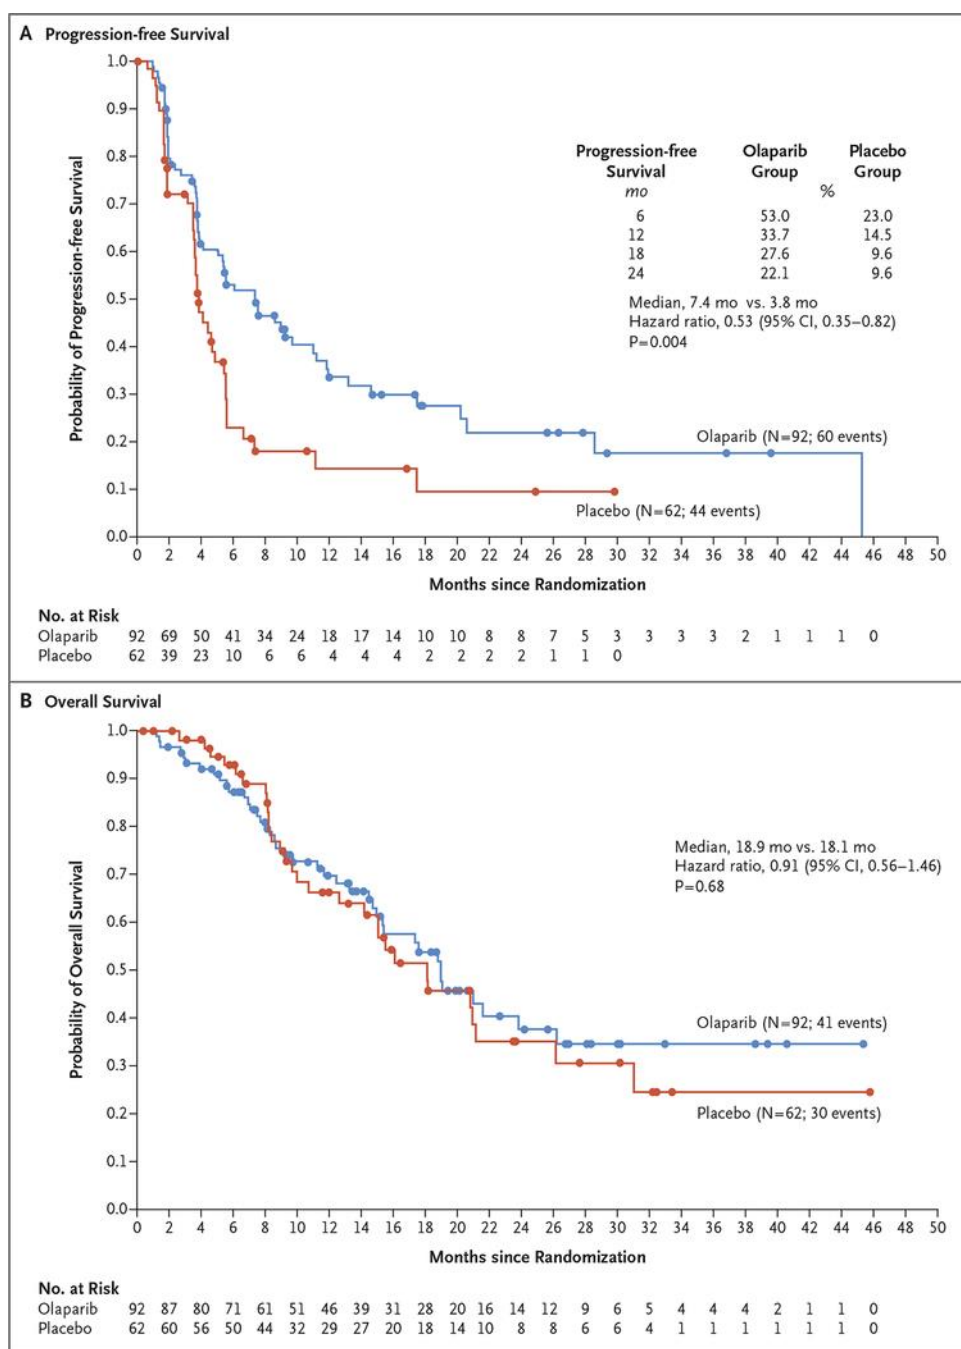 A Progression-free Survival
1.0
0.9
0.8
0.7
0.6
0.5
0.4
0.3
0.2
0.1
0.0
Probability of Progression-free Survival
Progression-free Survival Olaparib Group Placebo Group
mo %
6 53.0 23.0
12 33.7 14.5
18 27.6 9.6
24 22.1 9.6
Median, 7.4 mo vs. 3.8 mo
Hazard ratio, 0.53 (95% CI, 0.35–0.82)
P=0.004
Olaparib (N=92; 60 events)
Placebo (N=62; 44 events)
0 2 4 6 8 10 12 14 16 18 20 22 24 26 28 30 32 34 36 38 40 42 44 46 48 50
Months since Randomization
No. at Risk
Olaparib 92 69 50 41 34 24 18 17 14 10 10 8 8 7 5 3 3 3 3 2 1 1 1 0
Placebo 62 39 23 10 6 6 4 4 4 2 2 2 2 1 1 0
B Overall Survival
1.0
0.9
0.8
0.7
0.6
0.5
0.4
0.3
0.2
0.1
0.0
Probability of Overall Survival
Median, 18.9 mo vs. 18.1 mo
Hazard ratio, 0.91 (95% CI, 0.56–1.46)
P=0.68
Olaparib (N=92; 41 events)
Placebo (N=62; 30 events)
0 2 4 6 8 10 12 14 16 18 20 22 24 26 28 30 32 34 36 38 40 42 44 46 48 50
Months since Randomization
No. at Risk
Olaparib 92 87 80 71 61 51 46 39 31 28 20 16 14 12 9 6 5 4 4 4 2 1 1 0
Placebo 62 60 56 50 44 32 29 27 20 18 14 10 8 8 6 6 4 1 1 1 1 1 1 0